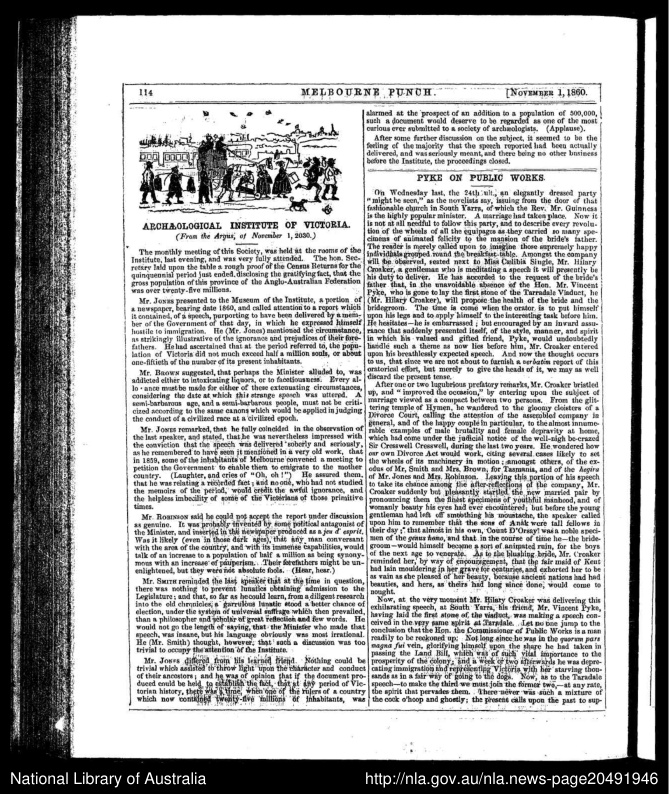 114
MELBOURNE PUNCH.
[NOVEMBER 1, 1860.
ARCHÆOLOGICAL INSTITUTE OF VICTORIA.
(From the Argus, of November 1, 2030.)
The monthly meeting of this Society, was held at the rooms of the
Institute, last evening, and was very fully attended. The hon. Sec-
retary laid upon the table a rough proof of the Census Returns for the
quinquennial period just ended, disclosing the gratifying fact, that the
gross population of this province of the Anglo-Australian Federation
was over twenty-five millions.
Mr. JONES presented to the Museum of the Institute, a portion of
a newspaper, bearing date 1860, and called attention to a report which
it contained, of a speech, purporting to have been delivered by a mem-
ber of the Government of that day, in which he expressed himself
hostile to immigration. He (Mr. Jones) mentioned the circumstance,
as strikingly illustrative of the ignorance and prejudices of their fore-
fathers. He had ascertained that at the period referred to, the popu-
lation of Victoria did not much exceed half a million souls, or about
one-fiftieth of the number of its present inhabitants.
Mr. BROWN suggested, that perhaps the Minister alluded to, was
addicted either to intoxicating liquors, or to facetiousness. Every al-
lowance must be made for either of these extenuating circumstances,
considering the date at which this strange speech was uttered. A
semi-barbarous age, and a semi-barbarous people, must not be criti-
cized according to the same canons which would be applied in judging
the conduct of a civilized race at a civilized epoch.
Mr. JONES remarked, that he fully coincided in the observation of
the last speaker, and stated, that he was nevertheless impressed with
the conviction that the speech was delivered soberly and seriously,
as he remembered to have seen it mentioned in a very old work, that
in 1859, some of the inhabitants of Melbourne convened a meeting to
petition the Government to enable them to emigrate to the mother
country. (Laughter, and cries of "Oh, oh!") He assured them,
that he was relating a recorded fact; and no one, who had not studied
the memoirs of the period, would credit the awful ignorance, and
the helpless imbecility of some of the Victorians of those primitive
times.
Mr. ROBINSON said he could not accept the report under discussion
as genuine. It was probably invented by some political antagonist of
the Minister, and inserted in the newspaper produced as a jeu d'esprit.
Was it likely (even in those dark ages), that any man conversant
with the area of the country, and with its immense capabilities, would
talk of an increase to a population of half a million as being synony-
mous with an increase of pauperism. Their forefathers might be un-
enlightened, but they were not absolute fools. (Hear, hear.)
Mr. SMITH reminded the last speaker that at the time in question,
there was nothing to prevent lunatics obtaining admission to the
Legislature; and that, so far as he could learn, from a diligent research
into the old chronicles, a garrulous lunatic stood a better chance of
election, under the system of universal suffrage which then prevailed,
than a philosopher and scholar of great reflection and few words. He
would not go the length of saying, that the Minister who made that
speech, was insane, but his language obviously was most irrational.
He (Mr. Smith) thought, however, that such a discussion was too
trivial to occupy the attention of the Institute.
Mr. JONES differed from his learned friend. Nothing could be
trivial which assisted to throw light upon the character and conduct
of their ancestors; and he was of opinion that if the document pro-
duced could be held to establish the fact, that at any period of Vic-
torian history, there was a time, when one of the rulers of a country
which now contained twenty-five millions of inhabitants, was
alarmed at the prospect of an addition to a population of 500,000,
such a document would deserve to be regarded as one of the most
curious ever submitted to a society of archæologists. (Applause).
After some further discussion on the subject, it seemed to be the
feeling of the majority that the speech reported had been actually
delivered, and was seriously meant, and there being no other business
before the Institute, the proceedings closed.
PYKE ON PUBLIC WORKS.
On Wednesday last, the 24th ult., an elegantly dressed party
"might be seen," as the novelists say, issuing from the door of that
fashionable church in South Yarra, of which the Rev. Mr. Guinness
is the highly popular minister. A marriage had taken place. Now it
is not at all needful to follow this party, and to describe every revolu-
tion of the wheels of all the equipages as they carried so many spe-
cimens of animated felicity to the mansion of the bride's father.
The reader is merely called upon to imagine those supremely happy
individuals grouped round the breakfast-table. Amongst the company
will be observed, seated next to Miss Calibia Single, Mr. Hilary
Croaker, a gentleman who is meditating a speech it will presently be
his duty to deliver. He has acceded to the request of the bride's
father that, in the unavoidable absence of the Hon. Mr. Vincent
Pyke, who is gone to lay the first stone of the Tarradale Viaduct, he
(Mr. Hilary Croaker), will propose the health of the bride and the
bridegroom. The time is come when the orator is to put himself
upon his legs and to apply himself to the interesting task before him.
He hesitates—he is embarrassed; but encouraged by an inward assu-
rance that suddenly presented itself, of the style, manner, and spirit
in which his valued and gifted friend, Pyke, would undoubtedly
handle such a theme as now lies before him, Mr. Croaker entered
upon his breathlessly expected speech. And now the thought occurs
to us, that since we are not about to furnish a verbatim report of this
oratorical effort, but merely to give the heads of it, we may as well
discard the present tense.
After one or two lugubrious prefatory remarks, Mr. Croaker bristled
up, and "improved the occasion," by entering upon the subject of
marriage viewed as a compact between two persons. From the glit-
tering temple of Hymen, he wandered to the gloomy cloisters of a
Divorce Court, calling the attention of the assembled company in
general, and of the happy couple in particular, to the almost innume-
rable examples of male brutality and female depravity at home,
which had come under the judicial notice of the well-nigh be-crazed
Sir Cresswell Cresswell, during the last two years. He wondered how
our own Divorce Act would work, citing several cases likely to set
the wheels of its machinery in motion; amongst others, of the ex-
odus of Mr. Smith and Mrs. Brown, for Tasmania, and of the hegira
of Mr. Jones and Mrs. Robinson. Leaving this portion of his speech
to take its chance among the after-reflections of the company, Mr.
Croaker suddenly but pleasantly startled the new married pair by
pronouncing them the finest specimens of youthful manhood, and of
womanly beauty his eyes had ever encountered; but before the young
gentleman had left off smoothing his moustache, the speaker called
upon him to remember that the sons of Anak were tall fellows in
their day; that almost in his own, Count D'Orsay was a noble speci-
men of the genus homo, and that in the course of time he—the bride-
groom—would himself become a sort of animated ruin, for the boys
of the next age to venerate. As to the blushing bride, Mr. Croaker
reminded her, by way of encouragement, that the fair maid of Kent
had lain mouldering in her grave for centuries, and exhorted her to be
as vain as she pleased of her beauty, because ancient nations had had
beauties, and hers, as theirs had long since done, would come to
nought.
Now, at the very moment Mr. Hilary Croaker was delivering this
exhilarating speech, at South Yarra, his friend, Mr. Vincent Pyke,
having laid the first stone of the viaduct, was making a speech con-
ceived in the very same spirit at Taradale. Let no one jump to the
conclusion that the Hon. the Commissioner of Public Works is a man
readily to be reckoned up. Not long since he was in the quorum pars
magna fui vein, glorifying himself upon the share he had taken in
passing the Land Bill, which was of such vital importance to the
prosperity of the colony; and a week or two afterwards he was depre-
cating immigration and representing Victoria with her starving thou-
sands as in a fair way of going to the dogs. Now, as to the Taradale
speech—to make the third we must join the former two,—at any rate,
the spirit that pervades them. There never was such a mixture of
the cock o'hoop and ghostly; the present calls upon the past to sup-
National Library of Australia
http://nla.gov.au/nla.news-page20491946